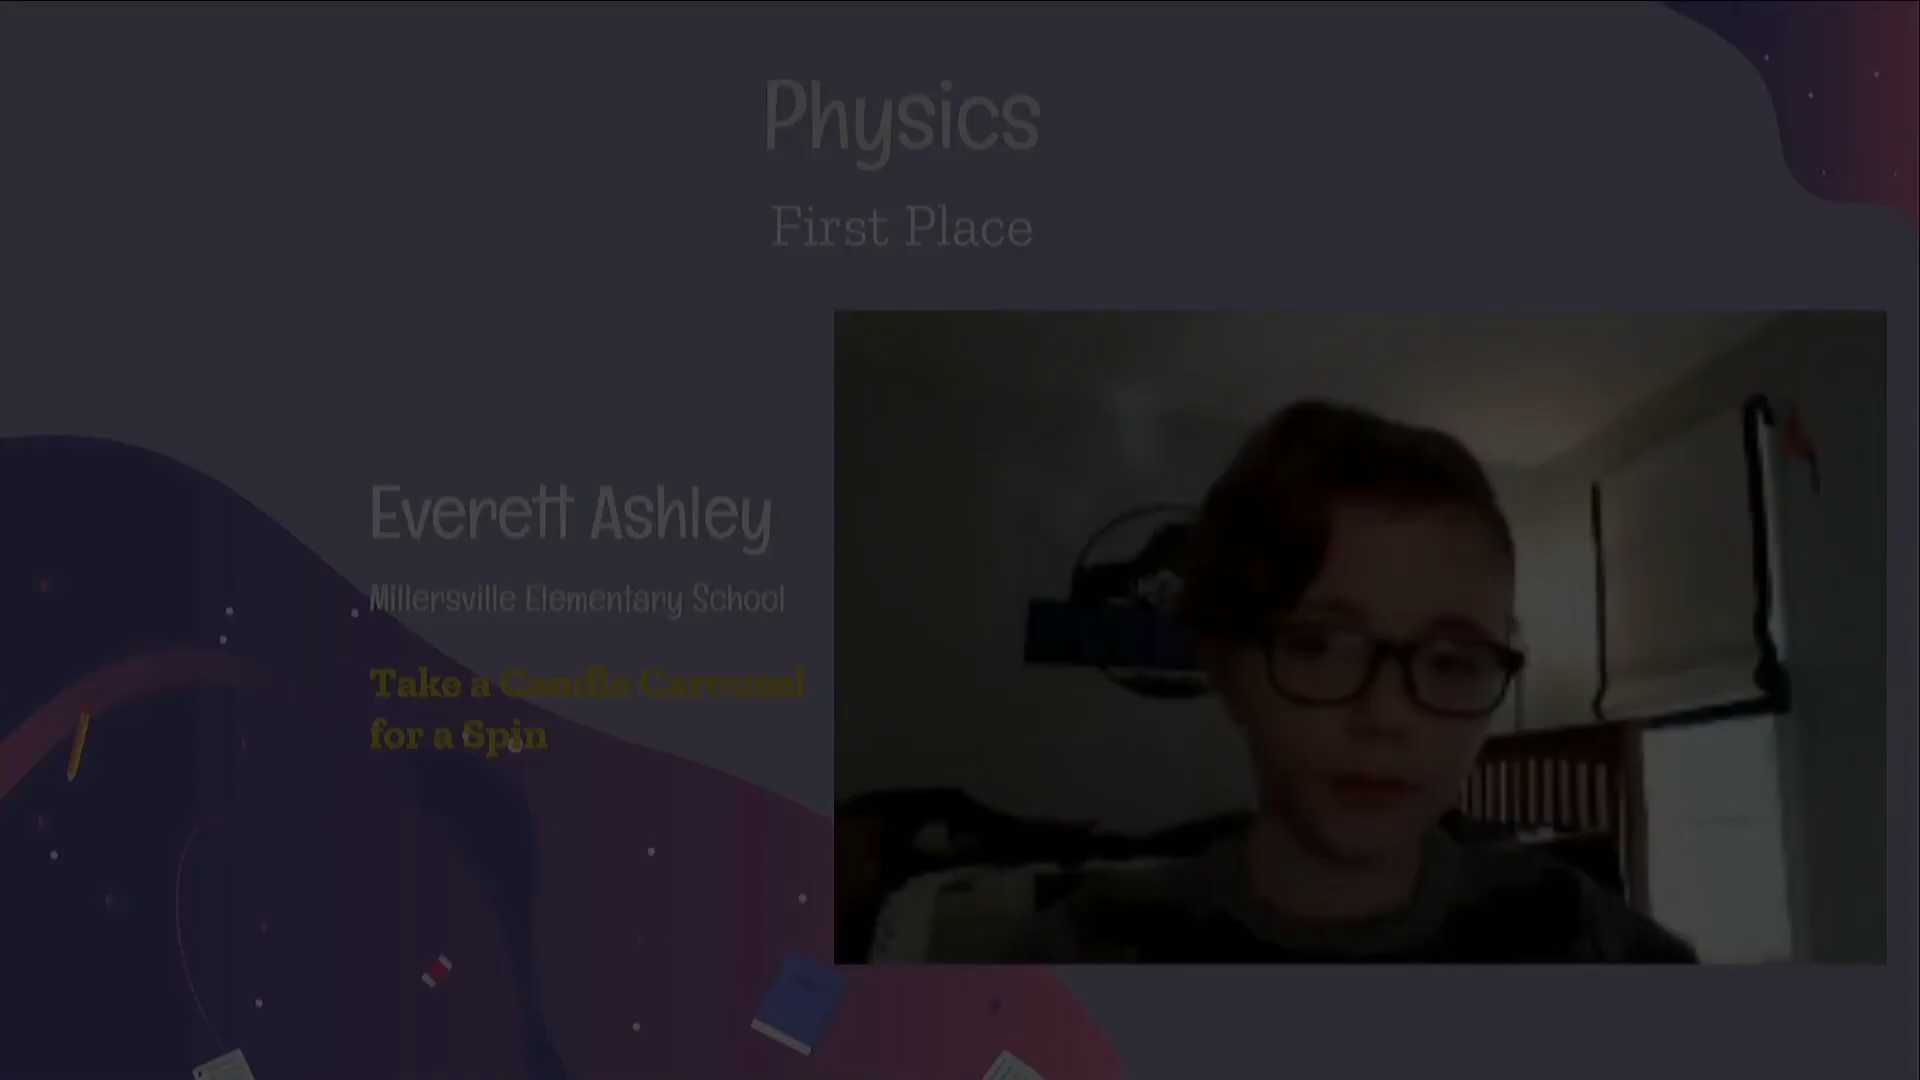 Physics
First Place
Everett Ashley
Millersville Elementary School
Take a Candle Carousel
for a Spin